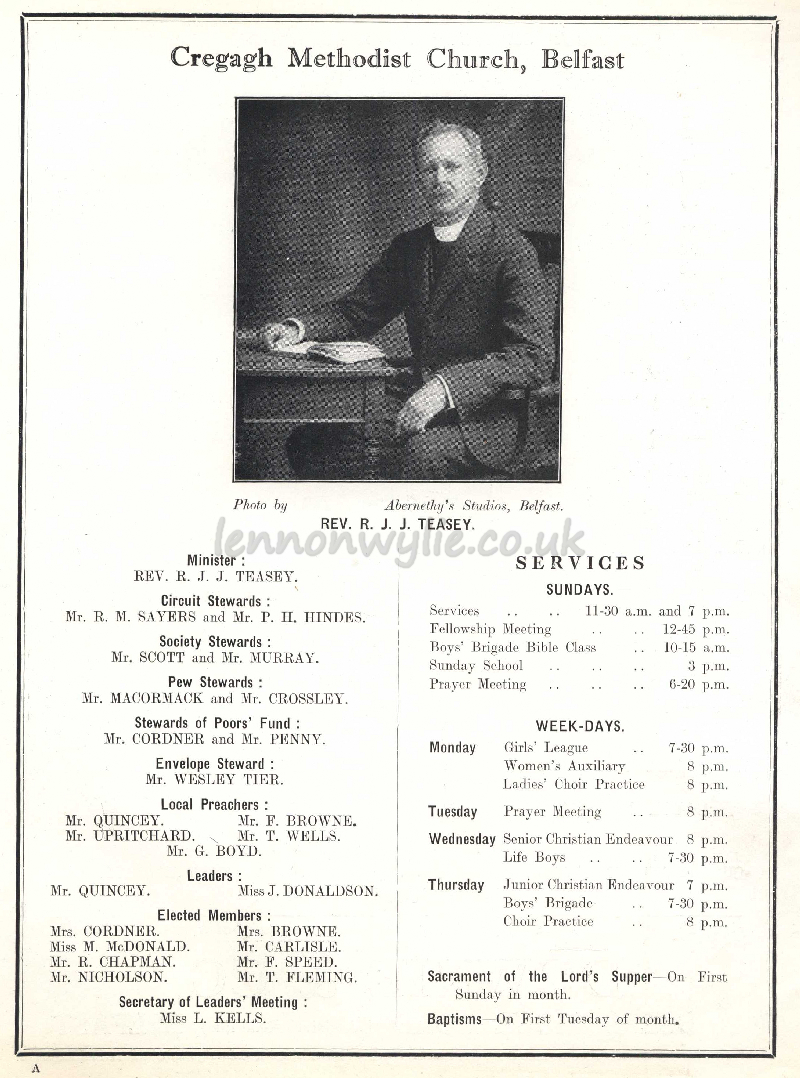 Cregagh Methodist Church, Belfast
Photo by Abernethy's Studios, Belfast.
REV. R. J. J. TEASEY.
lennonwylie.co.uk
Minister :
REV. R. J. J. TEASEY.
Circuit Stewards :
Mr. R. M. SAYERS and Mr. P. H. HINDES.
Society Stewards :
Mr. SCOTT and Mr. MURRAY.
Pew Stewards :
Mr. MACORMACK and Mr. CROSSLEY.
Stewards of Poors' Fund :
Mr. CORDNER and Mr. PENNY.
Envelope Steward :
Mr. WESLEY TIER.
Local Preachers :
Mr. QUINCEY. Mr. F. BROWNE.
Mr. UPRITCHARD. Mr. T. WELLS.
Mr. G. BOYD.
Leaders :
Mr. QUINCEY. Miss J. DONALDSON.
Elected Members :
Mrs. CORDNER. Mrs. BROWNE.
Miss M. McDONALD. Mr. CARLISLE.
Mr. R. CHAPMAN. Mr. F. SPEED.
Mr. NICHOLSON. Mr. T. FLEMING.
Secretary of Leaders' Meeting :
Miss L. KELLS.
SERVICES
SUNDAYS.
Services .. .. 11-30 a.m. and 7 p.m.
Fellowship Meeting .. .. 12-45 p.m.
Boys' Brigade Bible Class .. 10-15 a.m.
Sunday School .. .. .. 3 p.m.
Prayer Meeting .. .. .. 6-20 p.m.
WEEK-DAYS.
Monday Girls' League .. 7-30 p.m.
Women's Auxiliary 8 p.m.
Ladies' Choir Practice 8 p.m.
Tuesday Prayer Meeting .. 8 p.m.
Wednesday Senior Christian Endeavour 8 p.m.
Life Boys .. .. 7-30 p.m.
Thursday Junior Christian Endeavour 7 p.m.
Boys' Brigade .. 7-30 p.m.
Choir Practice .. 8 p.m.
Sacrament of the Lord's Supper—On First
Sunday in month.
Baptisms—On First Tuesday of month.
A